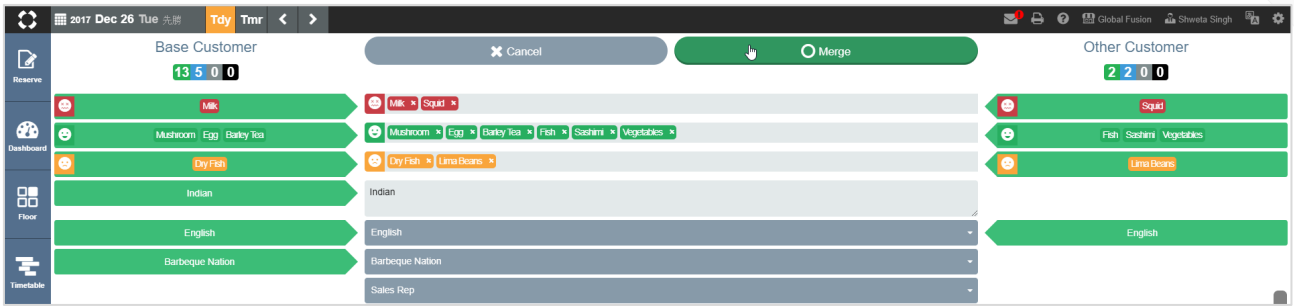 2017 Dec 26 Tue 先勝 Tdy Tmr Global Fusion Shweta Singh
Base Customer Cancel Merge Other Customer
13 5 0 0 2 2 0 0
Reserve
Milk Milk × Squid × Squid
Dashboard
Mushroom Egg Barley Tea Mushroom × Egg × Barley Tea × Fish × Sashimi × Vegetables × Fish Sashimi Vegetables
Dry Fish Dry Fish × Lima Beans × Lima Beans
Indian Indian
Floor
English English English
Barbeque Nation Barbeque Nation
Timetable
Sales Rep